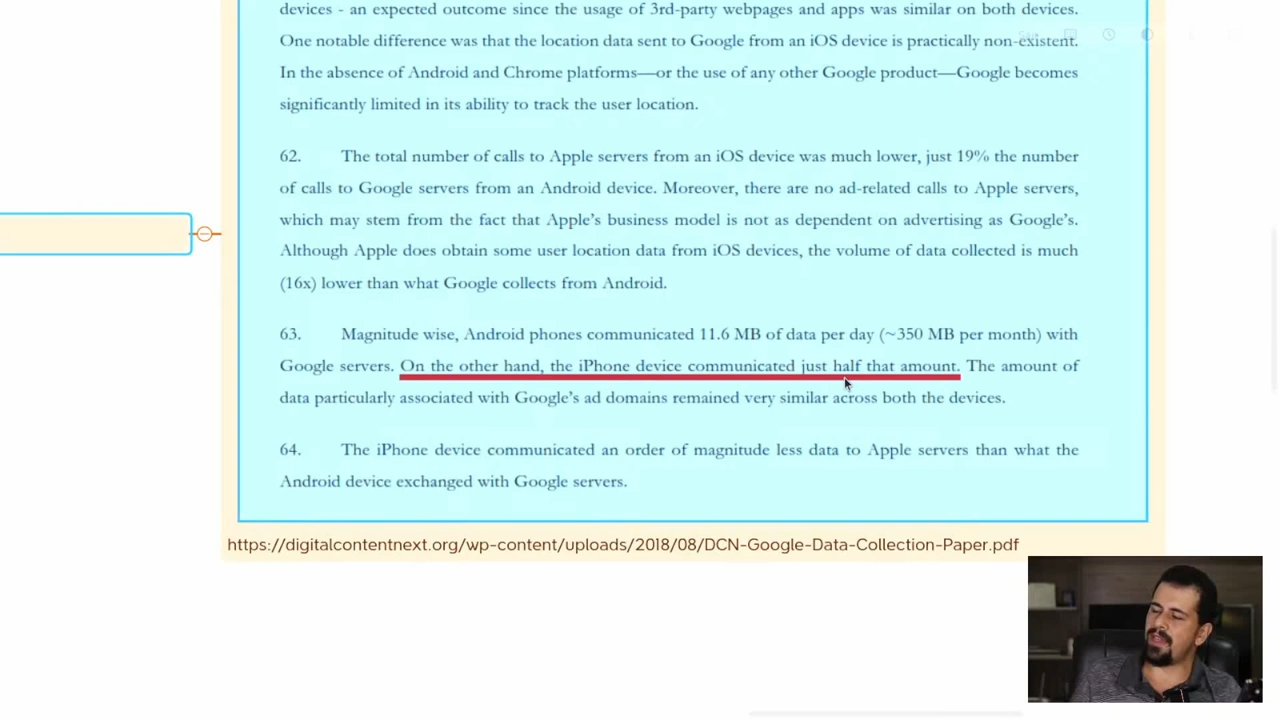 devices - an expected outcome since the usage of 3rd-party webpages and apps was similar on both devices.
One notable difference was that the location data sent to Google from an iOS device is practically non-existent.
In the absence of Android and Chrome platforms—or the use of any other Google product—Google becomes
significantly limited in its ability to track the user location.
62. The total number of calls to Apple servers from an iOS device was much lower, just 19% the number
of calls to Google servers from an Android device. Moreover, there are no ad-related calls to Apple servers,
which may stem from the fact that Apple's business model is not as dependent on advertising as Google's.
Although Apple does obtain some user location data from iOS devices, the volume of data collected is much
(16x) lower than what Google collects from Android.
63. Magnitude wise, Android phones communicated 11.6 MB of data per day (~350 MB per month) with
Google servers. On the other hand, the iPhone device communicated just half that amount. The amount of
data particularly associated with Google's ad domains remained very similar across both the devices.
64. The iPhone device communicated an order of magnitude less data to Apple servers than what the
Android device exchanged with Google servers.
https://digitalcontentnext.org/wp-content/uploads/2018/08/DCN-Google-Data-Collection-Paper.pdf